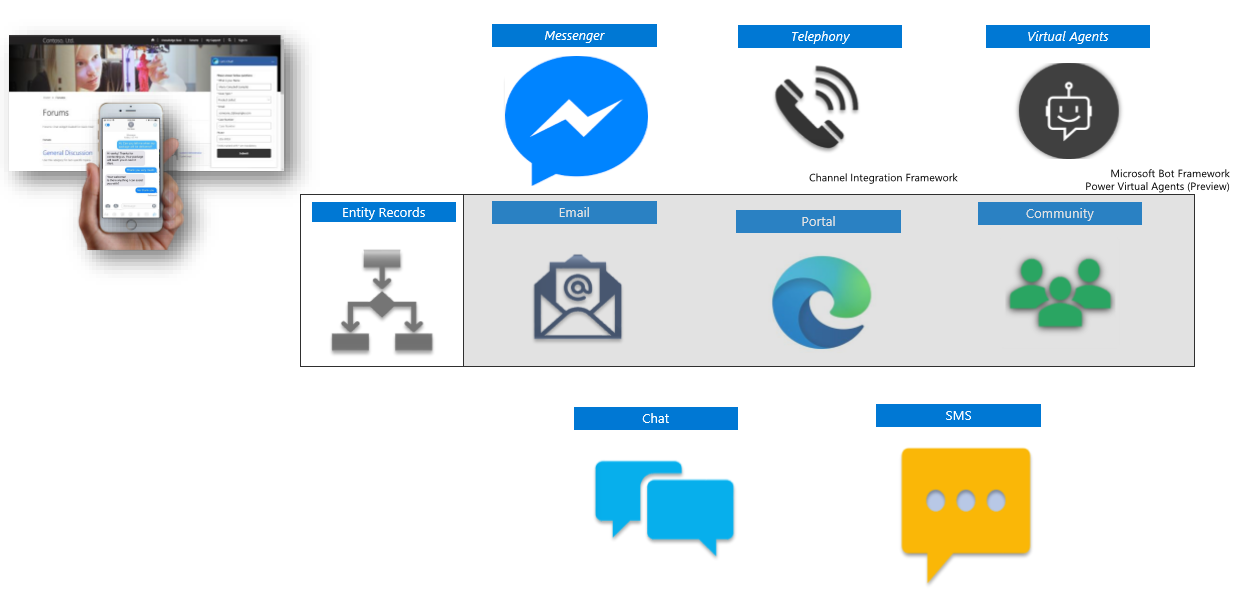 Messenger
Telephony
Virtual Agents
Contoso, Ltd.
Forums
General Discussion
Channel Integration Framework
Microsoft Bot Framework
Power Virtual Agents (Preview)
Entity Records
Email
Portal
Community
@
Chat
SMS